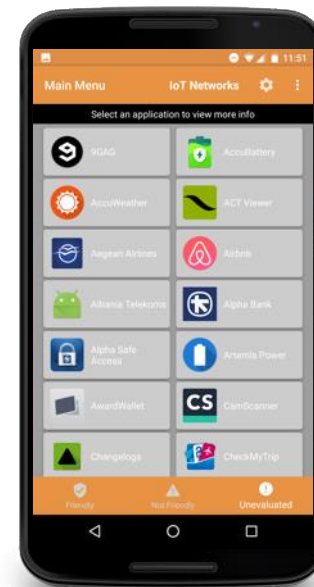 11:51
Main Menu IoT Networks
Select an application to view more info
9GAG AccuBattery
AccuWeather ACT Viewer
Aegean Airlines Airbnb
Albania Telekoms Alpha Bank
Alpha Safe
Access Artemis Power
AwardWallet CS CamScanner
Changelogs CheckMyTrip
Friendly Not Friendly Unevaluated